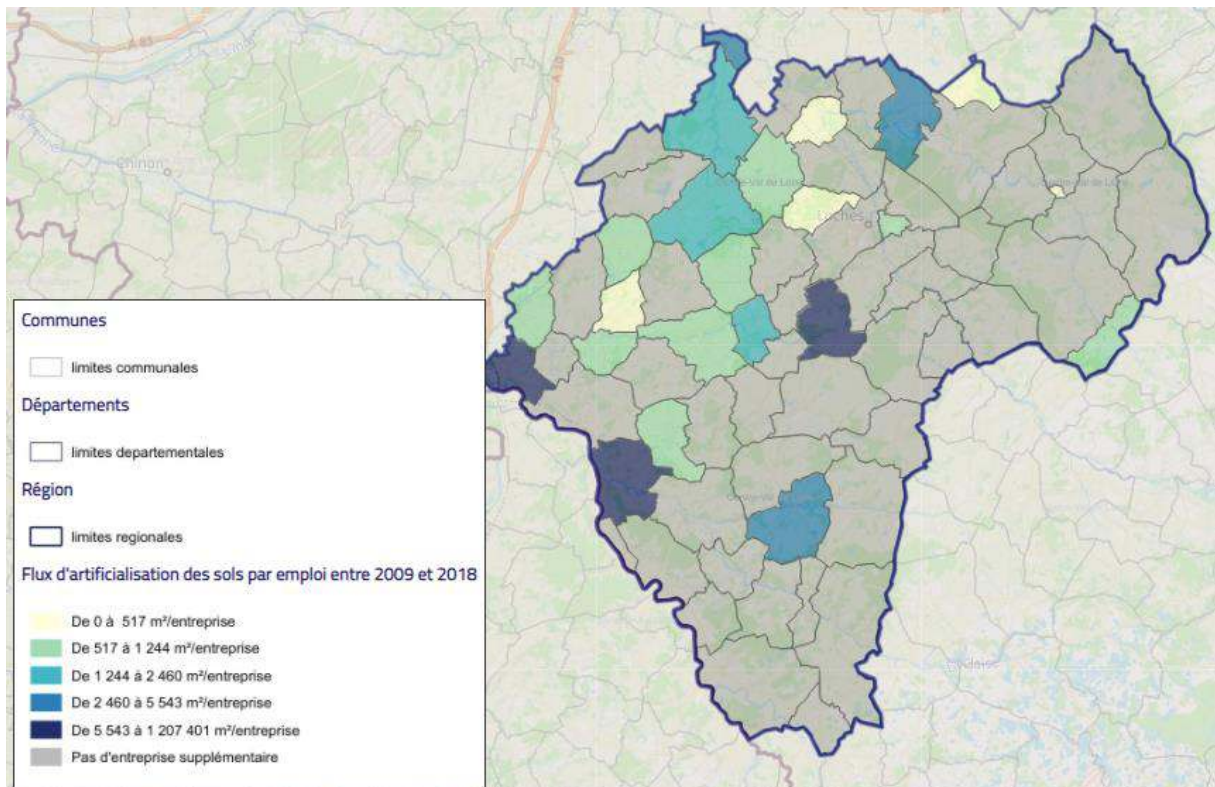 A 85
A 10
Chinon
Loches
Communes
limites communales
Départements
limites departementales
Région
limites regionales
Flux d'artificialisation des sols par emploi entre 2009 et 2018
De 0 à 517 m²/entreprise
De 517 à 1 244 m²/entreprise
De 1 244 à 2 460 m²/entreprise
De 2 460 à 5 543 m²/entreprise
De 5 543 à 1 207 401 m²/entreprise
Pas d'entreprise supplémentaire